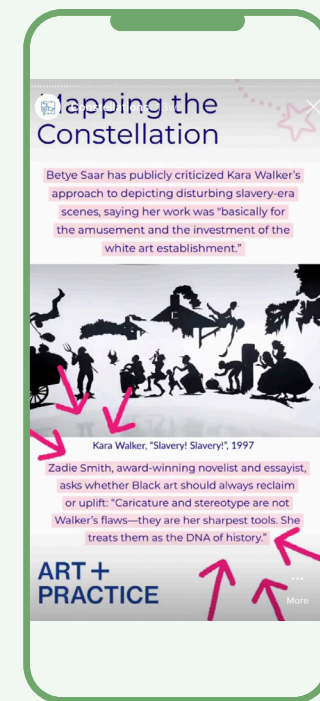 Mapping the
Constellation
Betye Saar has publicly criticized Kara Walker's
approach to depicting disturbing slavery-era
scenes, saying her work was "basically for
the amusement and the investment of the
white art establishment."
Kara Walker, "Slavery! Slavery!", 1997
Zadie Smith, award-winning novelist and essayist,
asks whether Black art should always reclaim
or uplift: "Caricature and stereotype are not
Walker's flaws—they are her sharpest tools. She
treats them as the DNA of history."
ART +
PRACTICE
More